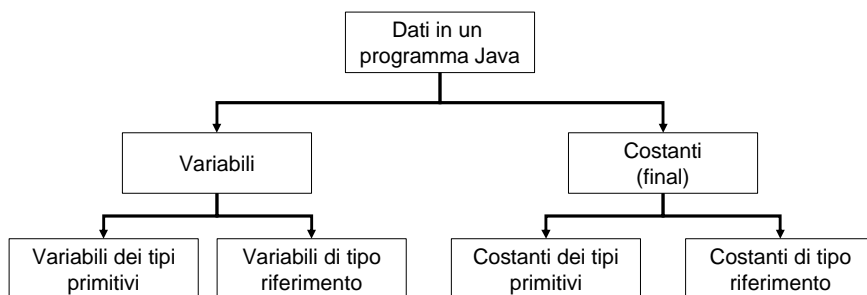 Dati in un
programma Java
Variabili
Costanti
(final)
Variabili dei tipi
primitivi
Variabili di tipo
riferimento
Costanti dei tipi
primitivi
Costanti di tipo
riferimento